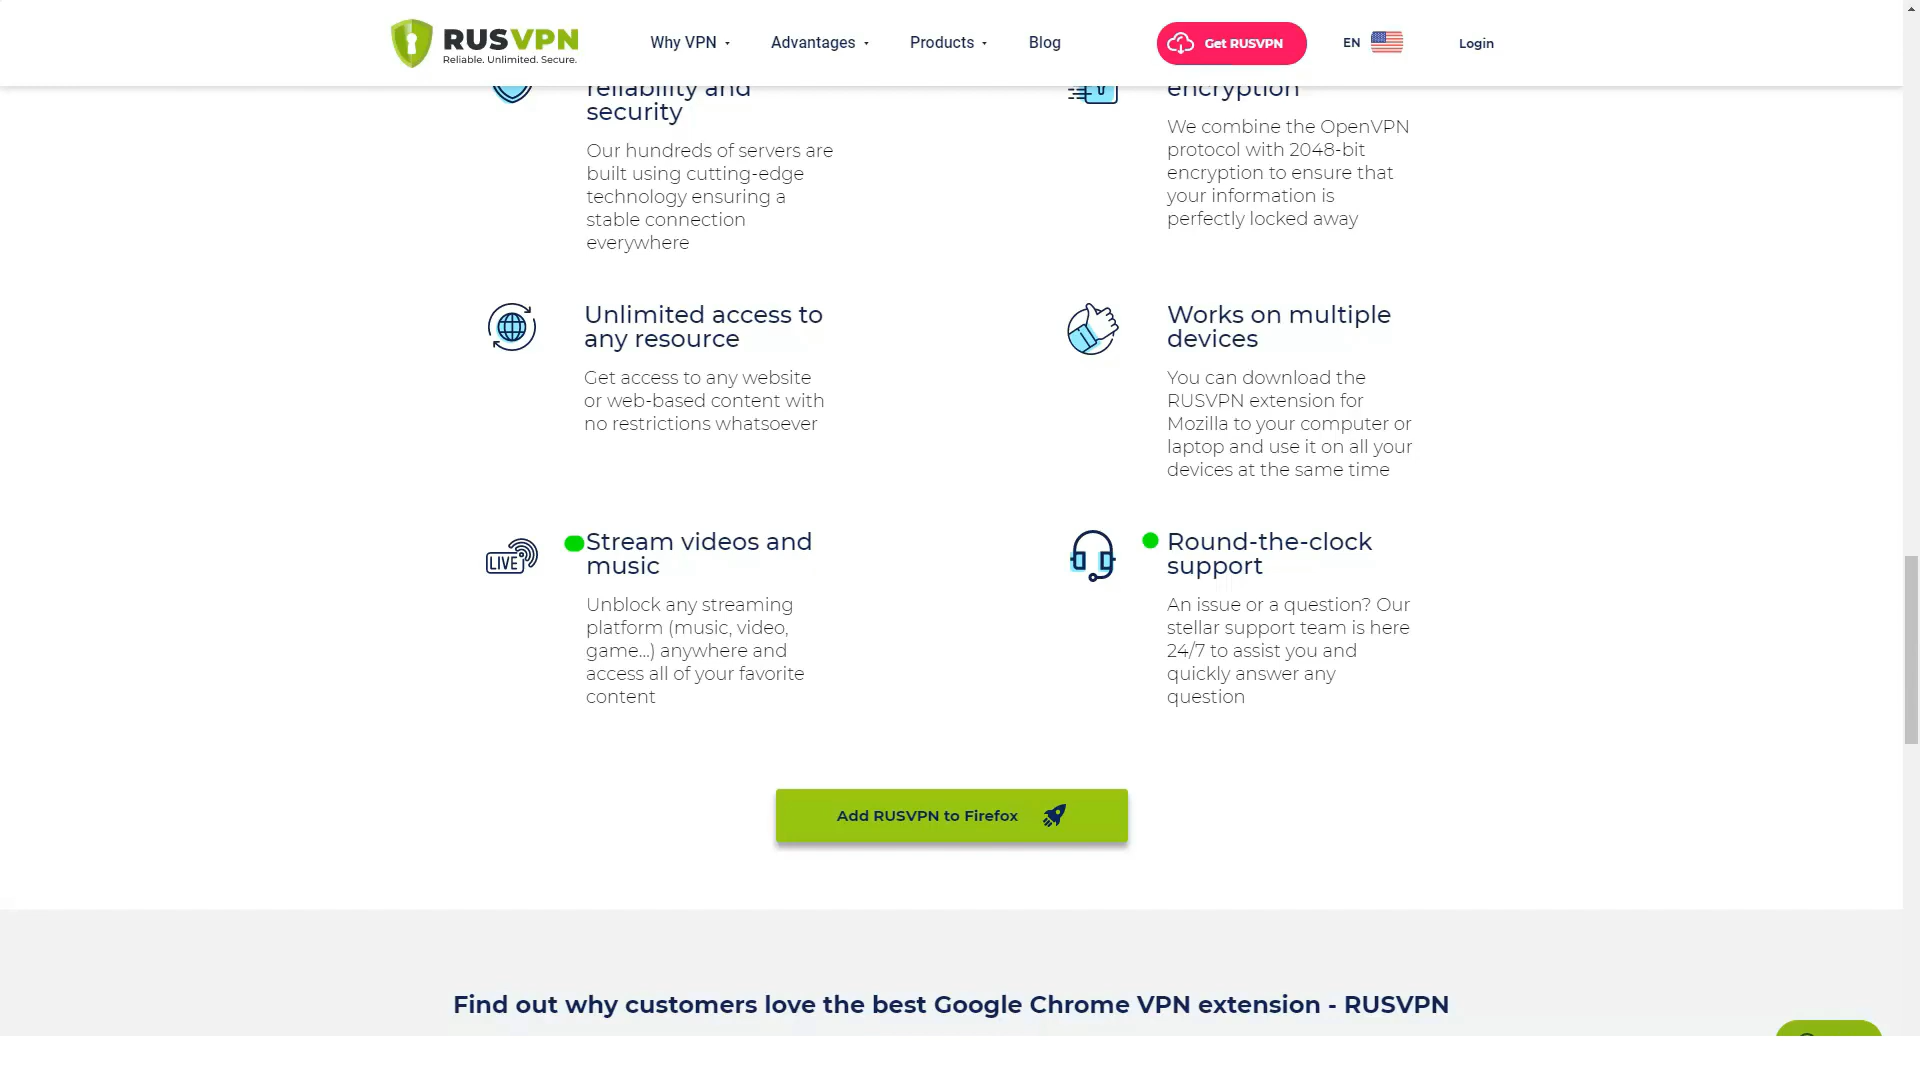 RUSVPN
Reliable. Unlimited. Secure.
Why VPN
Advantages
Products
Blog
Get RUSVPN
EN
Login
reliability and
security
Our hundreds of servers are
built using cutting-edge
technology ensuring a
stable connection
everywhere
encryption
We combine the OpenVPN
protocol with 2048-bit
encryption to ensure that
your information is
perfectly locked away
Unlimited access to
any resource
Get access to any website
or web-based content with
no restrictions whatsoever
Works on multiple
devices
You can download the
RUSVPN extension for
Mozilla to your computer or
laptop and use it on all your
devices at the same time
LIVE
Stream videos and
music
Unblock any streaming
platform (music, video,
game...) anywhere and
access all of your favorite
content
Round-the-clock
support
An issue or a question? Our
stellar support team is here
24/7 to assist you and
quickly answer any
question
Add RUSVPN to Firefox
Find out why customers love the best Google Chrome VPN extension - RUSVPN